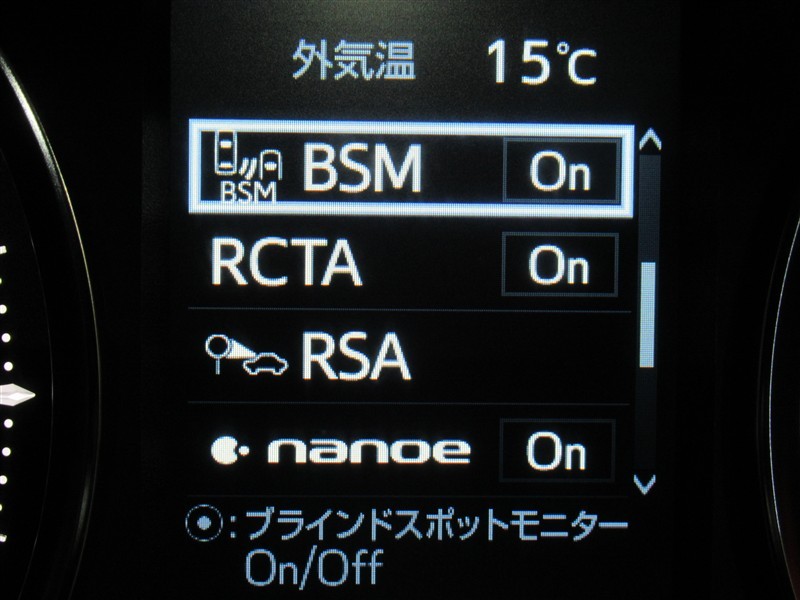 外気温 15℃
BSM BSM On
RCTA On
RSA
nanoe On
:ブラインドスポットモニター
On/Off